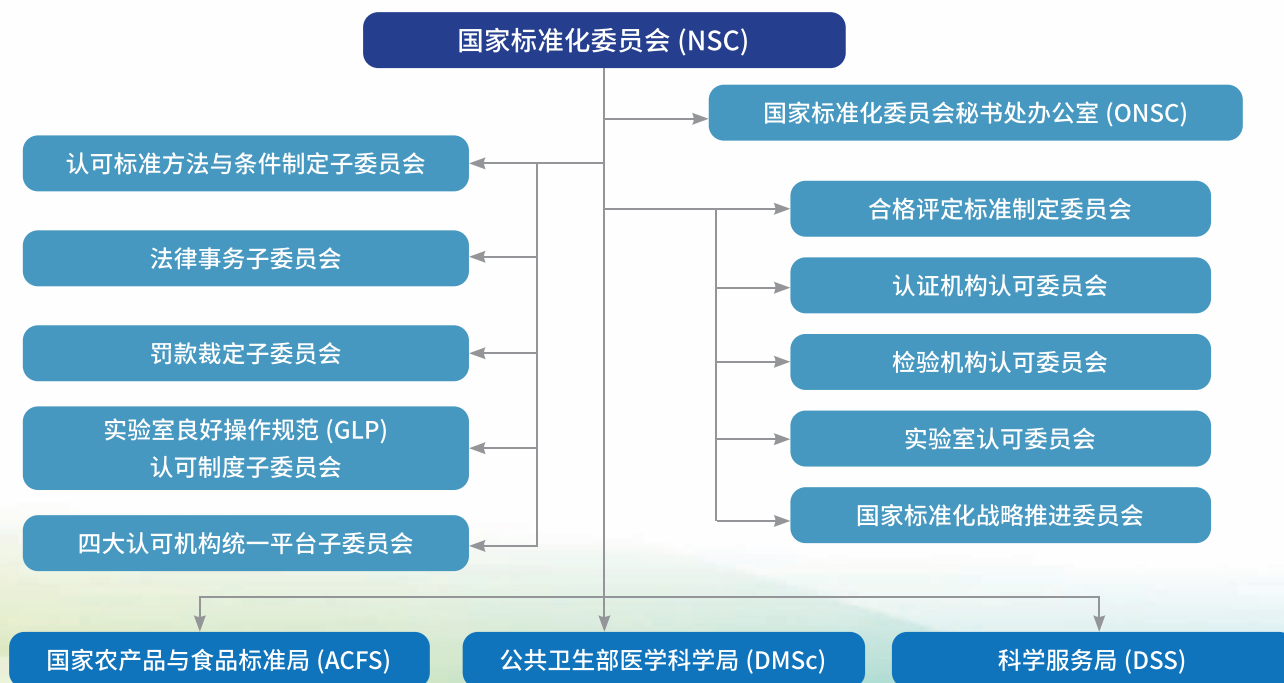 国家标准化委员会 (NSC)
国家标准化委员会秘书处办公室 (ONSC)
认可标准方法与条件制定子委员会
法律事务子委员会
罚款裁定子委员会
实验室良好操作规范 (GLP)
认可制度子委员会
四大认可机构统一平台子委员会
合格评定标准制定委员会
认证机构认可委员会
检验机构认可委员会
实验室认可委员会
国家标准化战略推进委员会
国家农产品与食品标准局 (ACFS)
公共卫生部医学科学局 (DMSc)
科学服务局 (DSS)